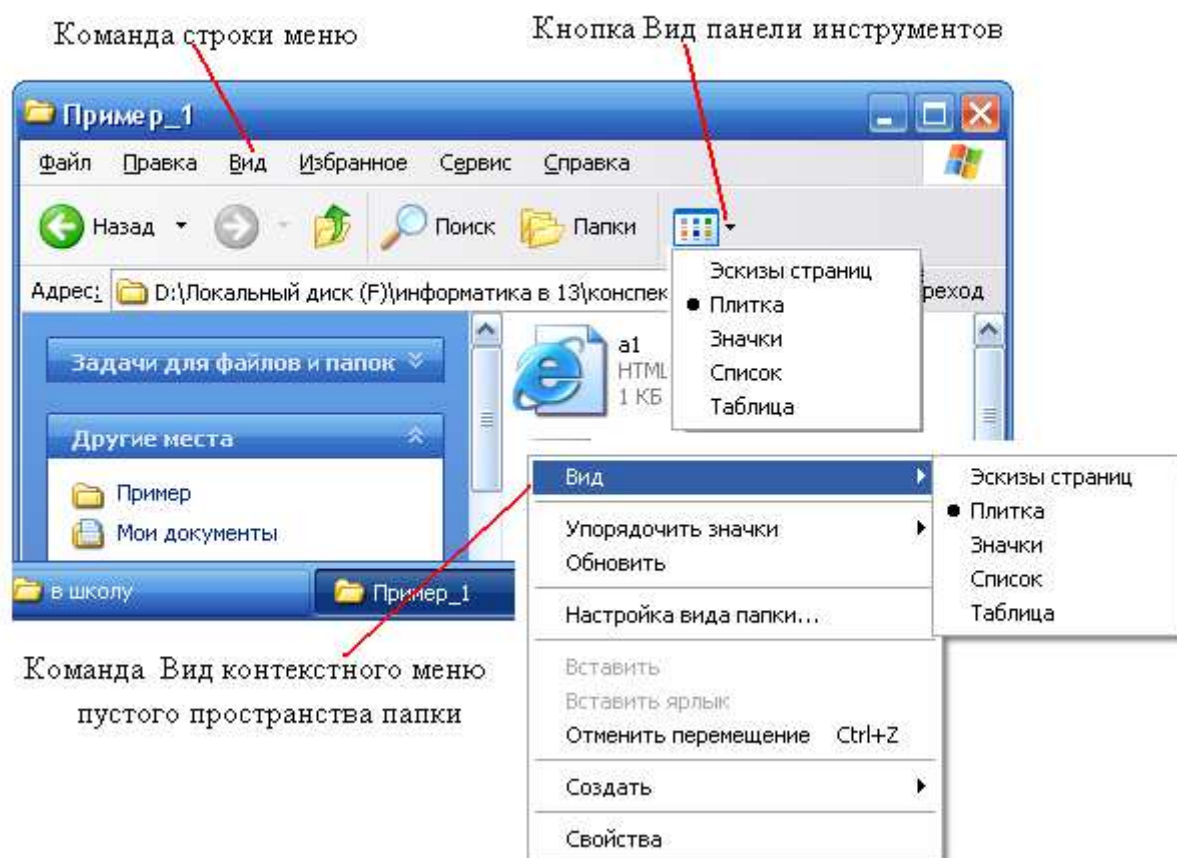 Команда строки меню
Кнопка Вид панели инструментов
Пример_1
Файл Правка Вид Избранное Сервис Справка
Назад Поиск Папки
Эскизы страниц
Плитка
Значки
Список
Таблица
Адрес: D:\Локальный диск (F)\информатика в 13\конспек
реход
Задачи для файлов и папок
a1
HTML
1 КБ
Другие места
Пример
Мои документы
в школу
Пример_1
Вид
Упорядочить значки
Обновить
Настройка вида папки...
Вставить
Вставить ярлык
Отменить перемещение Ctrl+Z
Создать
Свойства
Эскизы страниц
Плитка
Значки
Список
Таблица
Команда Вид контекстного меню
пустого пространства папки